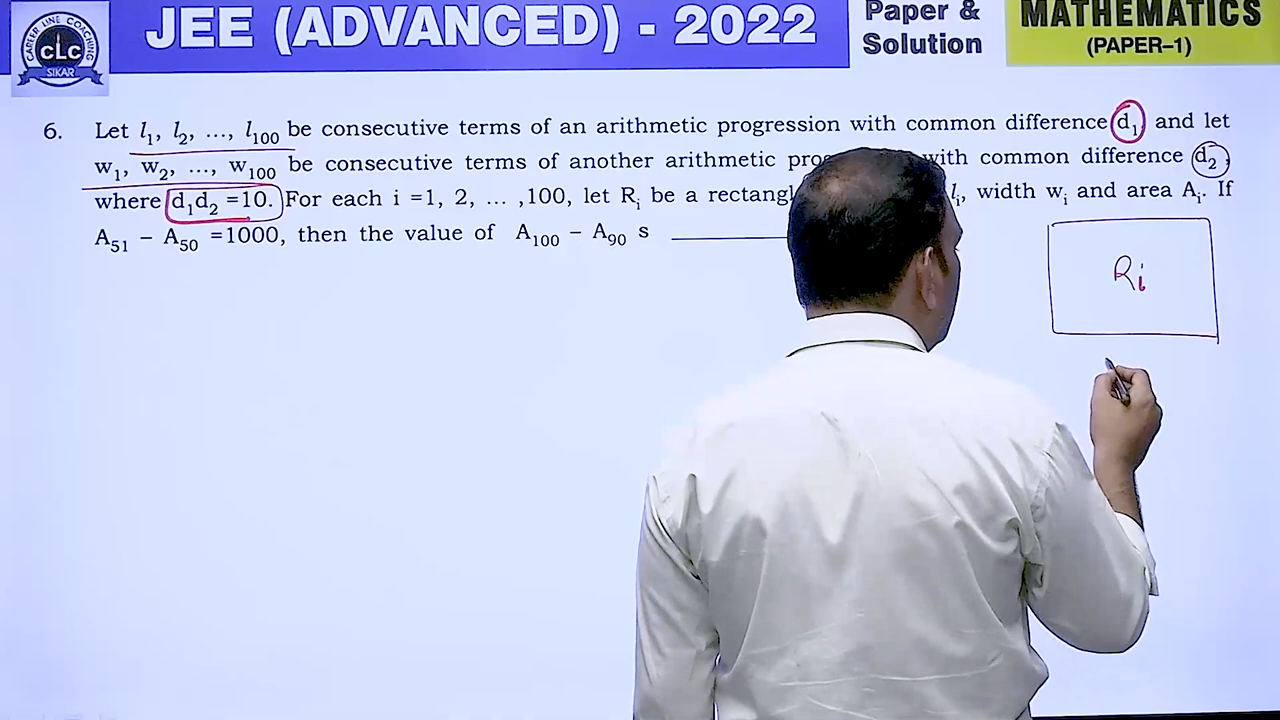 CAREER LINE COACHING
CLC
SIKAR
JEE (ADVANCED) - 2022
Paper &
Solution
MATHEMATICS
(PAPER–1)
6. Let l₁, l₂, ..., l₁₀₀ be consecutive terms of an arithmetic progression with common difference d₁ and let
w₁, w₂, ..., w₁₀₀ be consecutive terms of another arithmetic with common difference d₂,
where d₁d₂ =10. For each i =1, 2, ... ,100, let Rᵢ be a lᵢ, width wᵢ and area Aᵢ. If
A₅₁ − A₅₀ =1000, then the value of A₁₀₀ − A₉₀ s
Ri